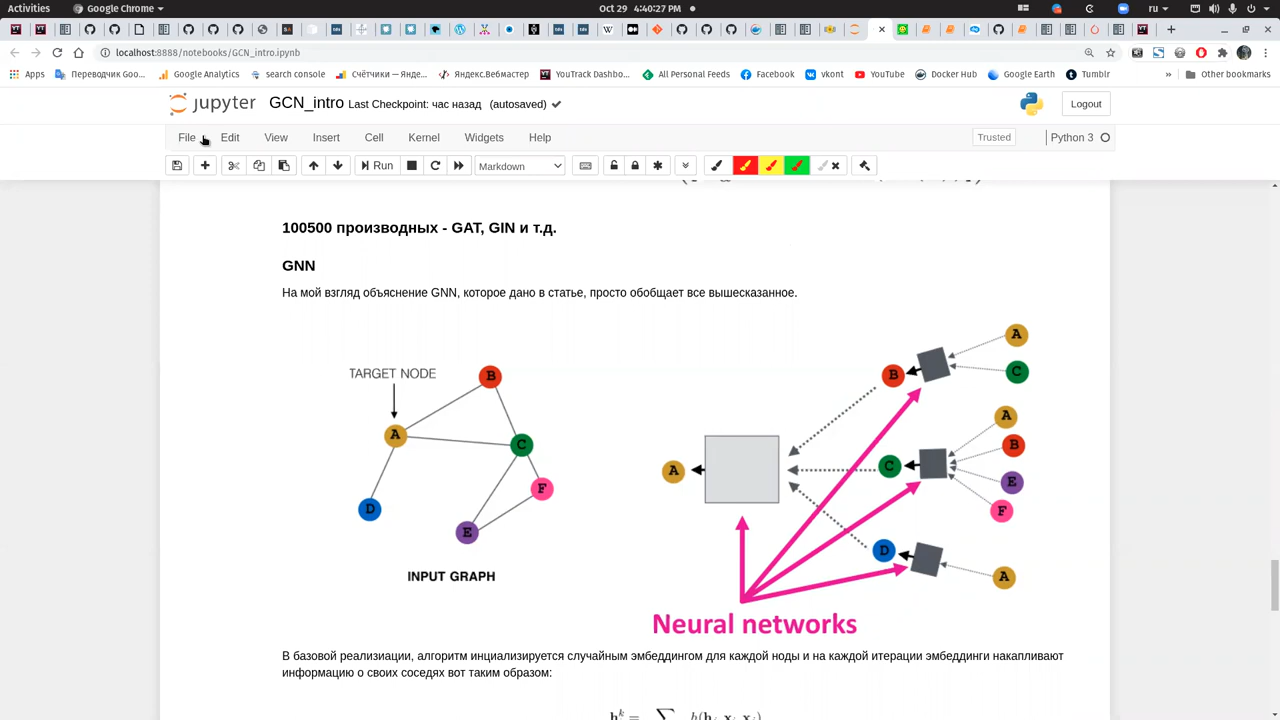 Activities
Google Chrome
Oct 29 4:40:27 PM
ru
localhost:8888/notebooks/GCN_intro.ipynb
Apps
Переводчик Goo...
Google Analytics
search console
Счётчики — Янде...
Яндекс.Вебмастер
YouTrack Dashbo...
All Personal Feeds
Facebook
vkont
YouTube
Docker Hub
Google Earth
Tumblr
»
Other bookmarks
jupyter
GCN_intro Last Checkpoint: час назад (autosaved)
Logout
File Edit View Insert Cell Kernel Widgets Help
Trusted
Python 3
Run
Markdown
100500 производных - GAT, GIN и т.д.
GNN
На мой взгляд объяснение GNN, которое дано в статье, просто обобщает все вышесказанное.
TARGET NODE
B
A
C
F
D
E
INPUT GRAPH
A
B
A
C
C
A
B
E
F
D
A
Neural networks
В базовой реализиации, алгоритм инциализируется случайным эмбеддингом для каждой ноды и на каждой итерации эмбеддинги накапливают
информацию о своих соседях вот таким образом: